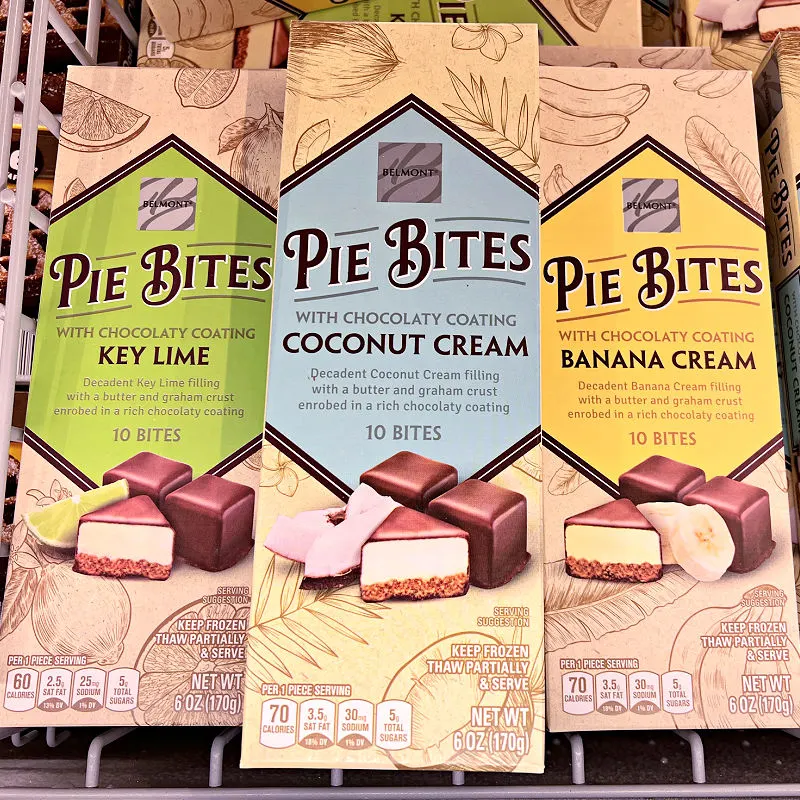 BELMONT®
PIE BITES
WITH CHOCOLATY COATING
KEY LIME
Decadent Key Lime filling
with a butter and graham crust
enrobed in a rich chocolaty coating
10 BITES
SERVING
SUGGESTION
KEEP FROZEN
THAW PARTIALLY
& SERVE
PER 1 PIECE SERVING
60 CALORIES
2.5g SAT FAT 13% DV
25mg SODIUM 1% DV
5g TOTAL SUGARS
NET WT
6 OZ (170g)
BELMONT®
PIE BITES
WITH CHOCOLATY COATING
COCONUT CREAM
Decadent Coconut Cream filling
with a butter and graham crust
enrobed in a rich chocolaty coating
10 BITES
SERVING
SUGGESTION
KEEP FROZEN
THAW PARTIALLY
& SERVE
PER 1 PIECE SERVING
70 CALORIES
3.5g SAT FAT 18% DV
30mg SODIUM 1% DV
5g TOTAL SUGARS
NET WT
6 OZ (170g)
BELMONT®
PIE BITES
WITH CHOCOLATY COATING
BANANA CREAM
Decadent Banana Cream filling
with a butter and graham crust
enrobed in a rich chocolaty coating
10 BITES
SERVING
SUGGESTION
KEEP FROZEN
THAW PARTIALLY
& SERVE
PER 1 PIECE SERVING
70 CALORIES
3.5g SAT FAT 18% DV
30mg SODIUM 1% DV
5g TOTAL SUGARS
NET WT
6 OZ (170g)
PIE BITES